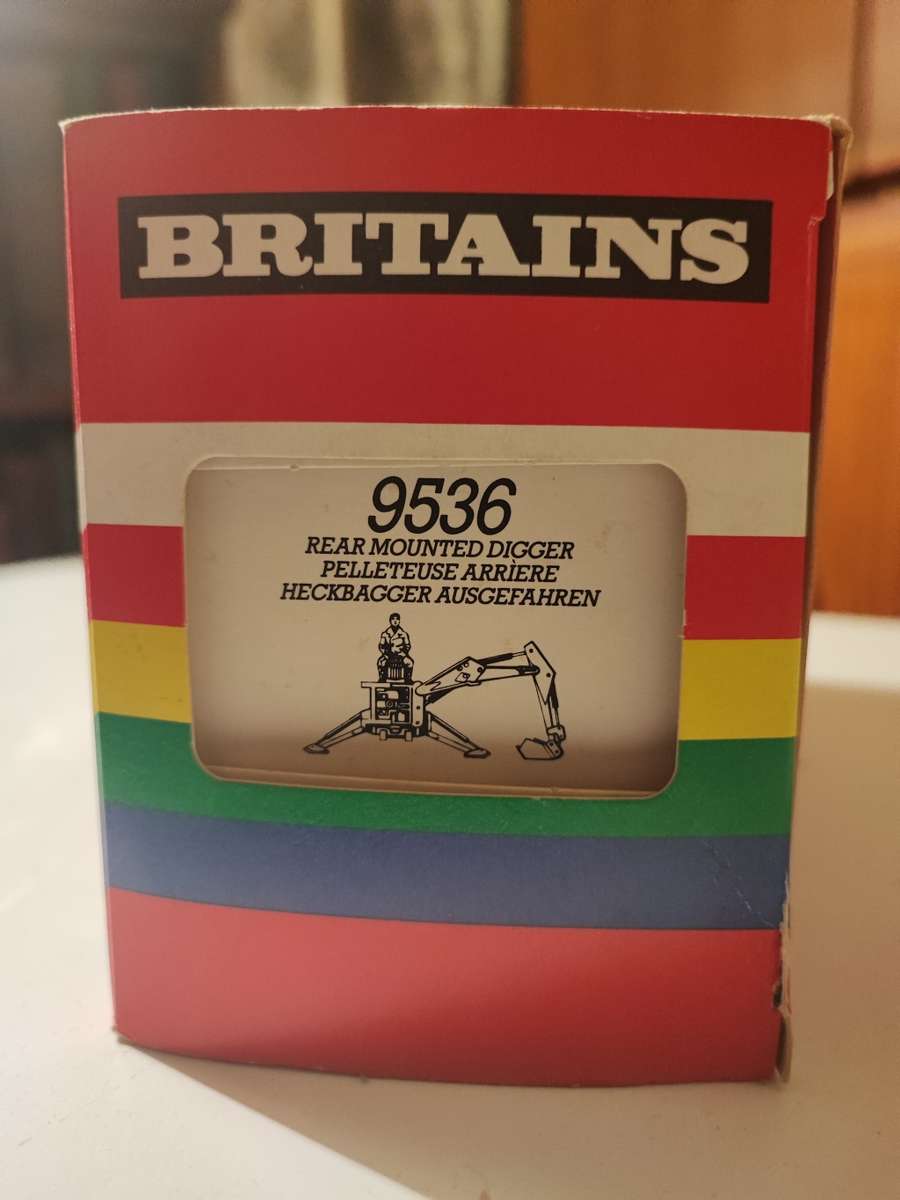 BRITAINS
9536
REAR MOUNTED DIGGER
PELLETEUSE ARRÌERE
HECKBAGGER AUSGEFAHREN